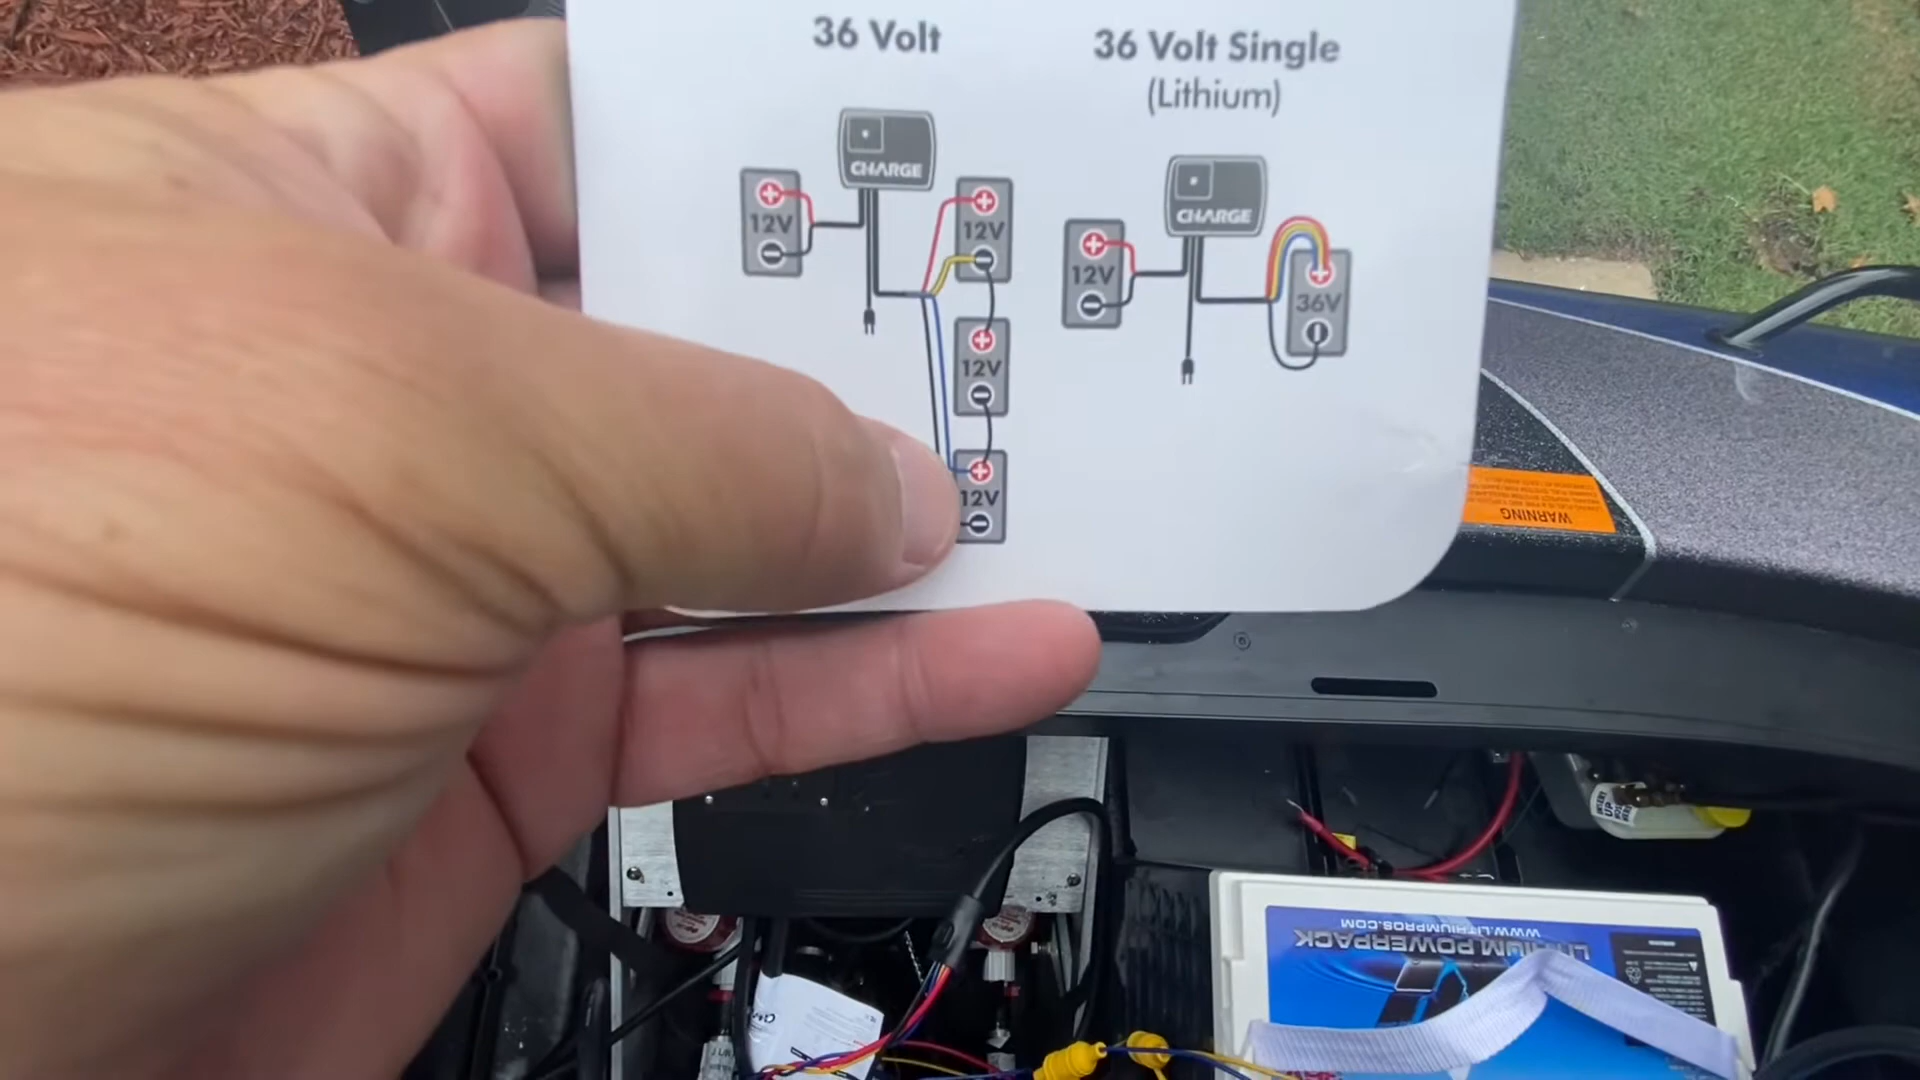 36 Volt
36 Volt Single
(Lithium)
CHARGE
CHARGE
12V
12V
12V
12V
12V
36V
WARNING
WWW.LITHIUMPROS.COM
LITHIUM POWERPACK